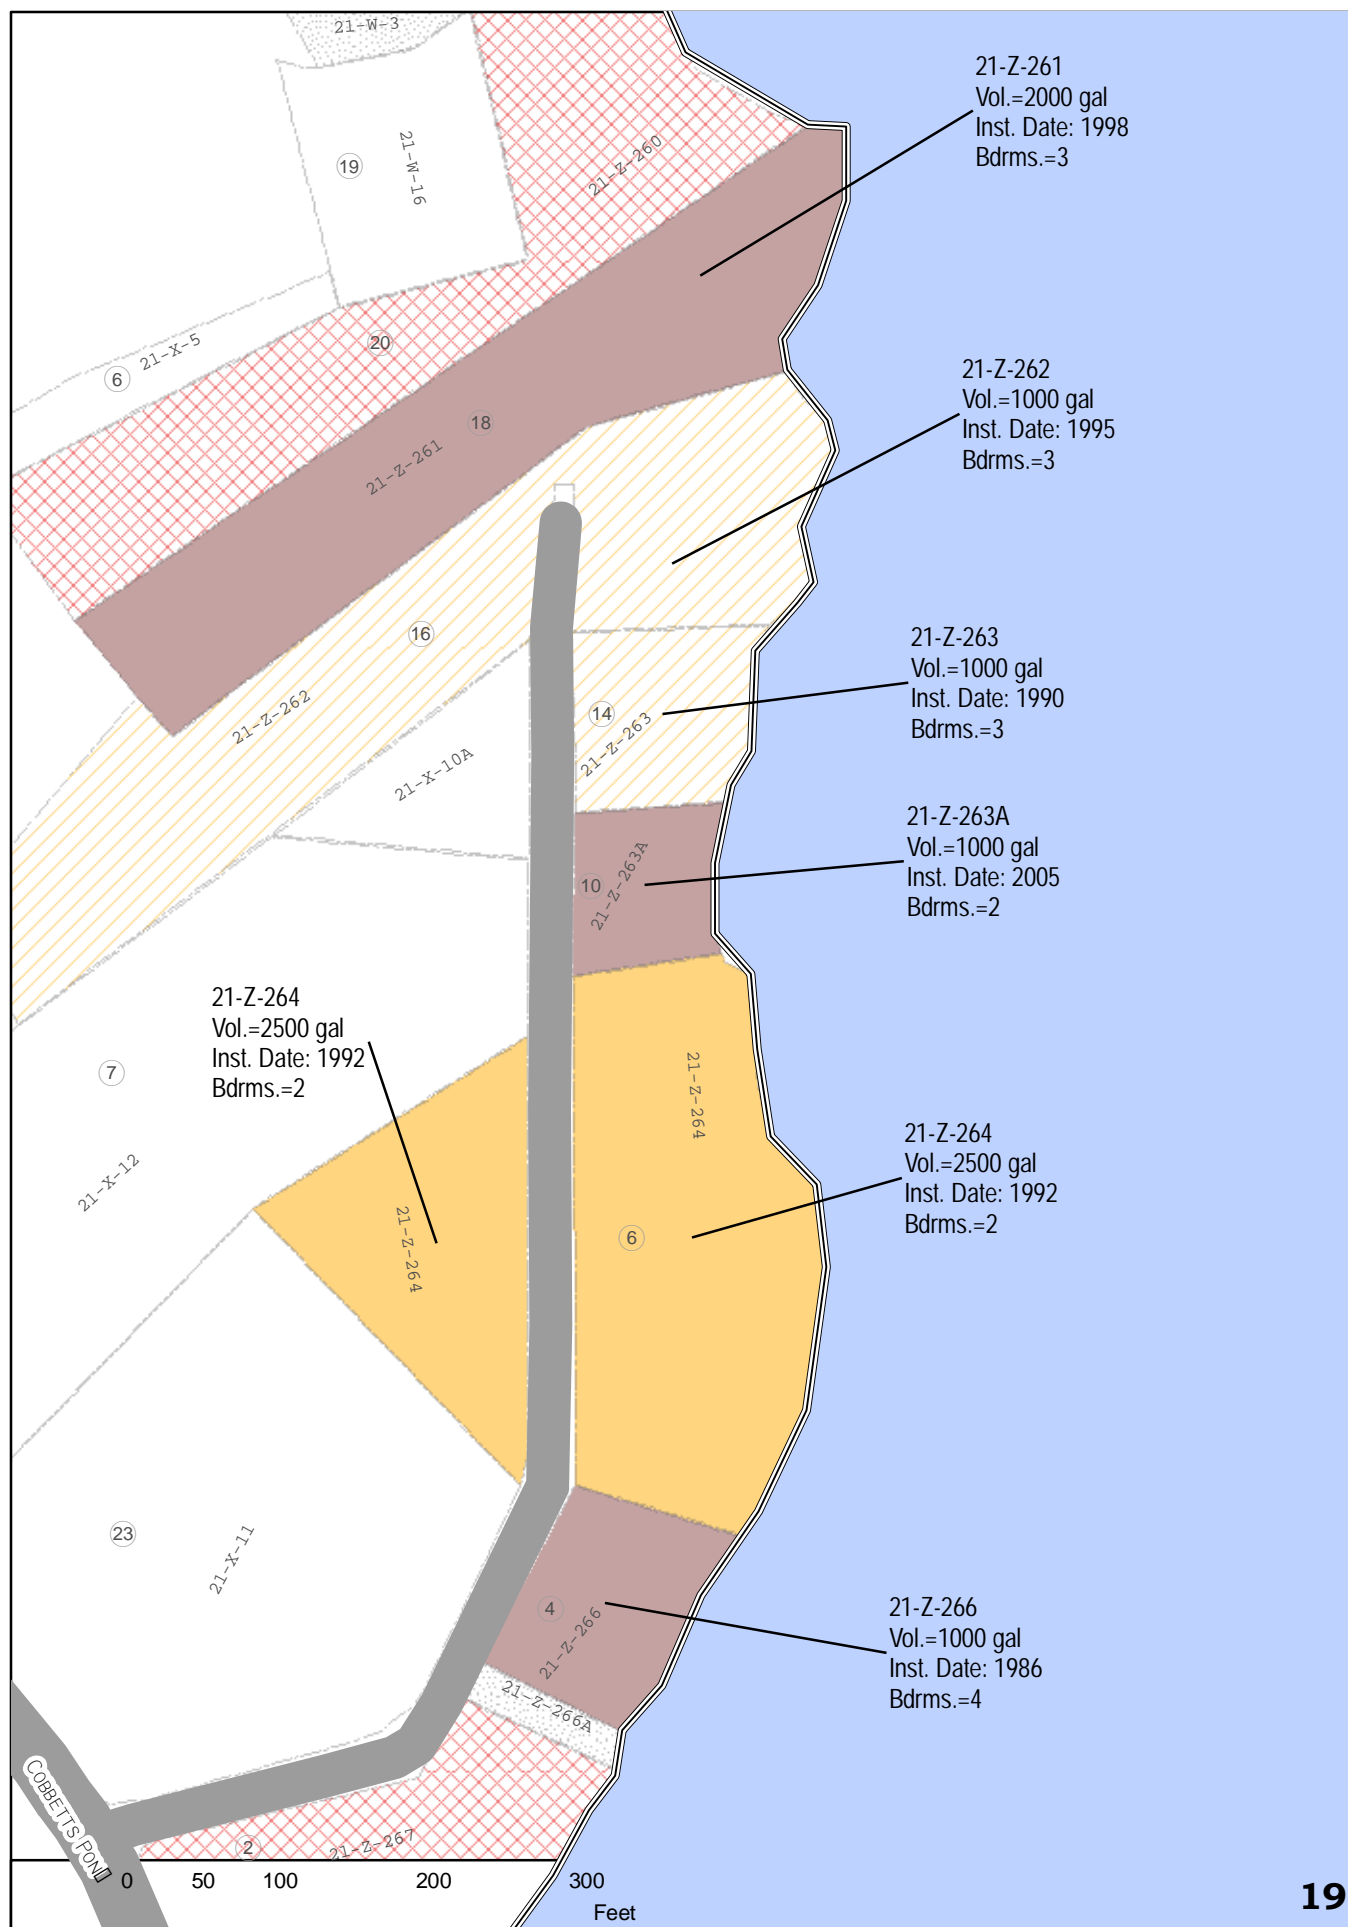 21-W-3
21-Z-261
Vol.=2000 gal
Inst. Date: 1998
Bdrms.=3
19
21-W-16
21-Z-260
20
6
21-X-5
18
21-Z-261
21-Z-262
Vol.=1000 gal
Inst. Date: 1995
Bdrms.=3
16
21-Z-262
21-Z-263
Vol.=1000 gal
Inst. Date: 1990
Bdrms.=3
14
21-Z-263
21-X-10A
21-Z-263A
Vol.=1000 gal
Inst. Date: 2005
Bdrms.=2
10
21-Z-263A
21-Z-264
Vol.=2500 gal
Inst. Date: 1992
Bdrms.=2
7
21-X-12
21-Z-264
21-Z-264
6
21-Z-264
Vol.=2500 gal
Inst. Date: 1992
Bdrms.=2
23
21-X-11
4
21-Z-266
21-Z-266
Vol.=1000 gal
Inst. Date: 1986
Bdrms.=4
21-Z-266A
COBBETTS POND
2
21-Z-267
0 50 100 200 300
Feet
19